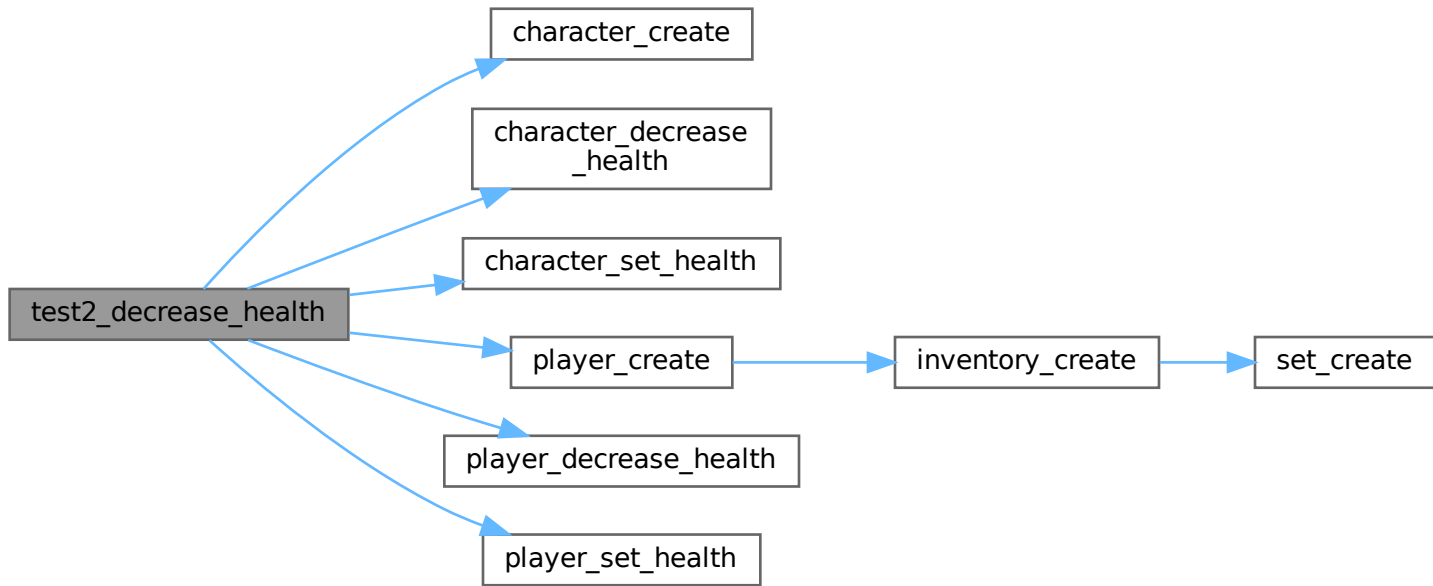 character_create
character_decrease
_health
character_set_health
test2_decrease_health
player_create
inventory_create
set_create
player_decrease_health
player_set_health